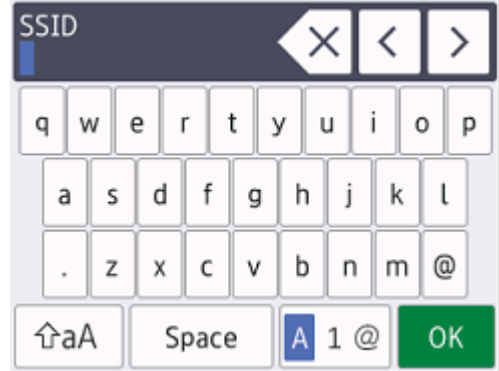 SSID
q w e r t y u i o p
a s d f g h j k l
. z x c v b n m @
aA Space A 1 @ OK